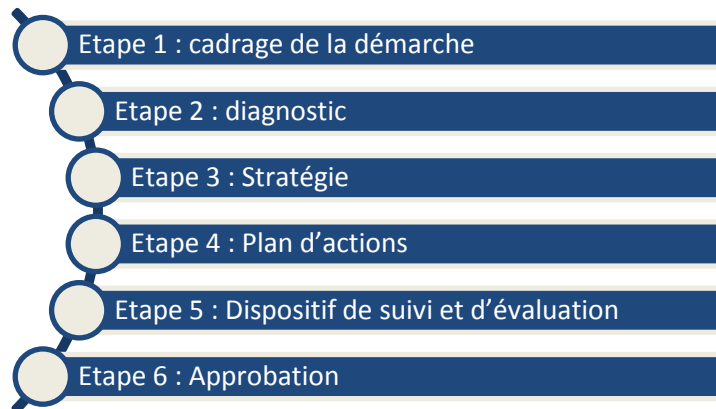 Etape 1 : cadrage de la démarche
Etape 2 : diagnostic
Etape 3 : Stratégie
Etape 4 : Plan d’actions
Etape 5 : Dispositif de suivi et d’évaluation
Etape 6 : Approbation